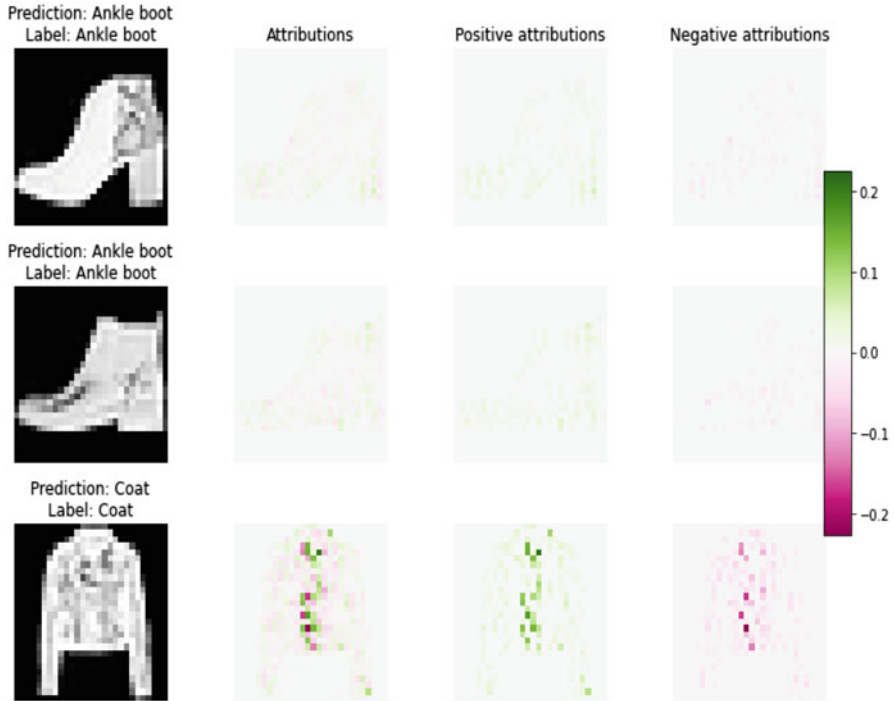 Prediction: Ankle boot
Label: Ankle boot
Attributions
Positive attributions
Negative attributions
0.2
0.1
0.0
−0.1
−0.2
Prediction: Ankle boot
Label: Ankle boot
Prediction: Coat
Label: Coat